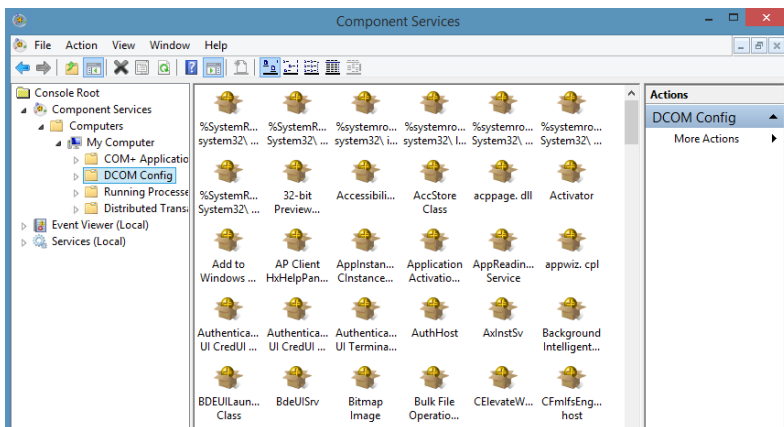 Component Services
File Action View Window Help
Console Root
Component Services
Computers
My Computer
COM+ Applicatio
DCOM Config
Running Processe
Distributed Trans
Event Viewer (Local)
Services (Local)
%SystemR... %SystemR... %systemro... %systemro... %systemro... %systemro...
system32\ ... System32\ ... system32\ i... system32\ l... System32\ ... System32\ ...
%SystemR... 32-bit Accessibili... AccStore acppage. dll Activator
System32\ ... Preview... Class
Add to AP Client AppInstan... Application AppReadin... appwiz. cpl
Windows ... HxHelpPan... CInstance... Activatio... Service
Authentica... Authentica... Authentica... AuthHost AxInstSv Background
UI CredUI ... UI CredUI ... UI Termina... Intelligent...
BDEUILaun... BdeUISrv Bitmap Bulk File CElevateW... CFmIfsEng...
Class Image Operatio... host
Actions
DCOM Config
More Actions